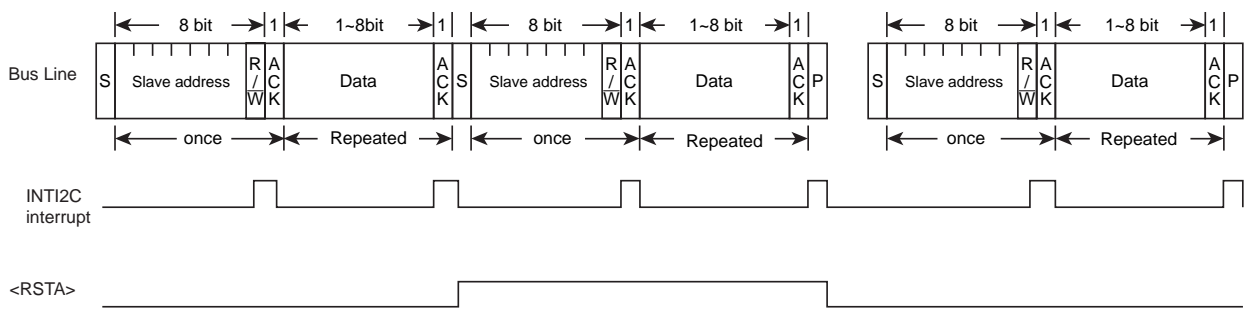 8 bit 1 1~8bit 1 8 bit 1 1~8 bit 1 8 bit 1 1~8 bit 1
Bus Line S Slave address R/W ACK Data ACK S Slave address R/W ACK Data ACK P S Slave address R/W ACK Data ACK P
once Repeated once Repeated once Repeated
INTI2C
interrupt
<RSTA>